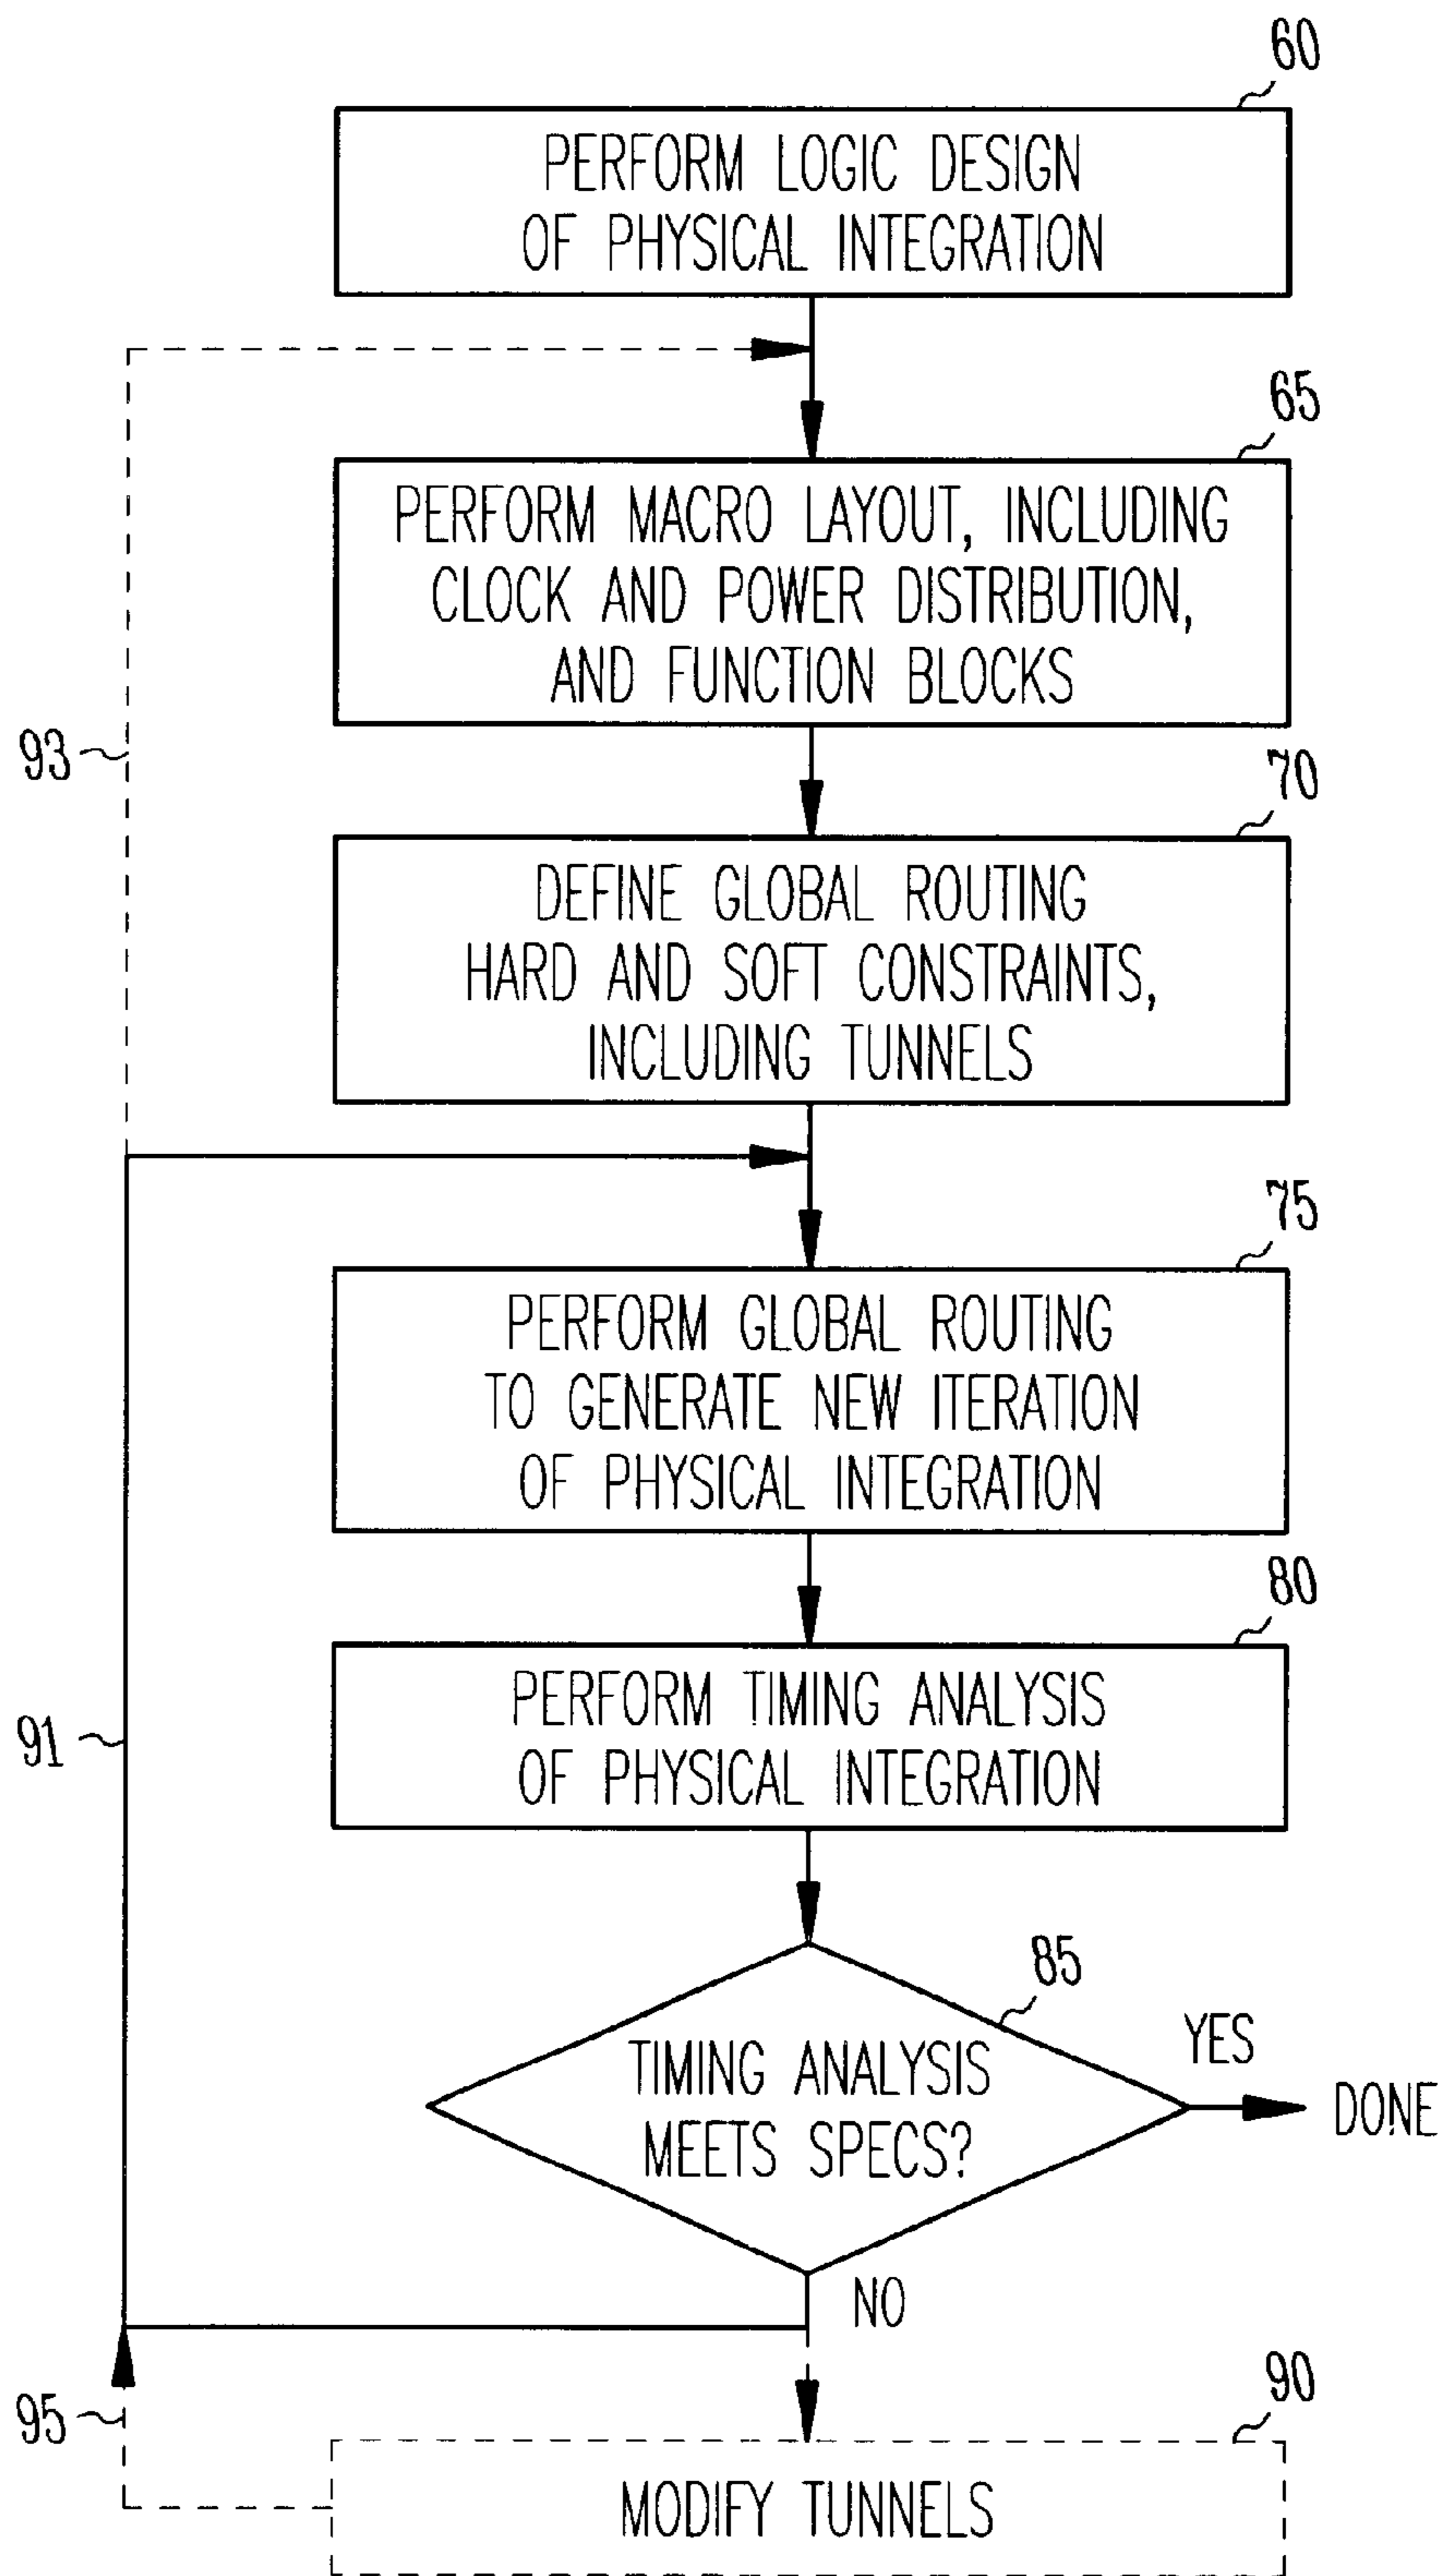 60
PERFORM LOGIC DESIGN
OF PHYSICAL INTEGRATION
65
PERFORM MACRO LAYOUT, INCLUDING
CLOCK AND POWER DISTRIBUTION,
AND FUNCTION BLOCKS
93
70
DEFINE GLOBAL ROUTING
HARD AND SOFT CONSTRAINTS,
INCLUDING TUNNELS
75
PERFORM GLOBAL ROUTING
TO GENERATE NEW ITERATION
OF PHYSICAL INTEGRATION
80
PERFORM TIMING ANALYSIS
OF PHYSICAL INTEGRATION
91
85
TIMING ANALYSIS
MEETS SPECS?
YES
DONE
NO
90
95
MODIFY TUNNELS